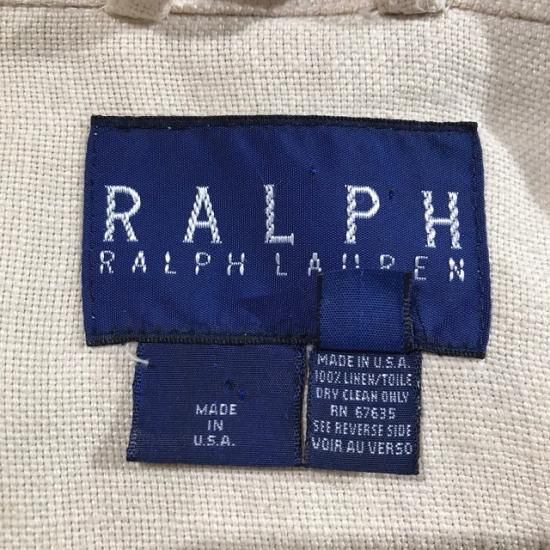 RALPH
RALPH LAUREN
MADE
IN
U.S.A.
MADE IN U.S.A.
100% LINEN/TOILE
DRY CLEAN ONLY
RN 67635
SEE REVERSE SIDE
VOIR AU VERSO